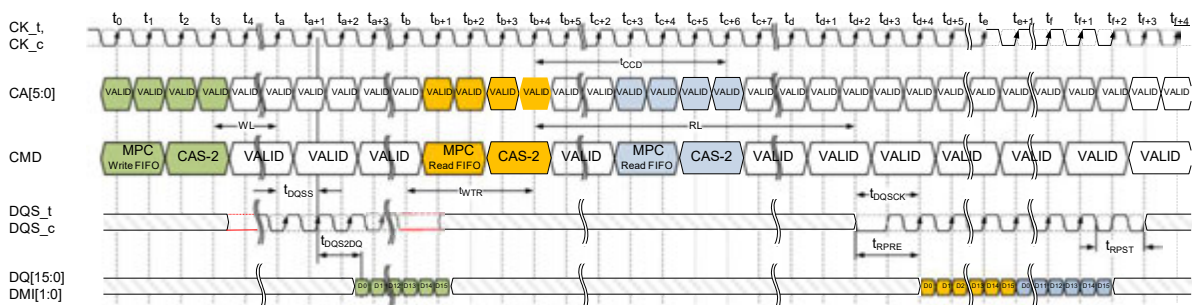 t0 t1 t2 t3 t4 ta ta+1 ta+2 ta+3 tb tb+1 tb+2 tb+3 tb+4 tb+5 tc+2 tc+3 tc+4 tc+5 tc+6 tc+7 td td+1 td+2 td+3 td+4 td+5 te te+1 tf tf+1 tf+2 tf+3 tf+4
CK_t,
CK_c
tCCD
CA[5:0] VALID VALID VALID VALID VALID VALID VALID VALID VALID VALID VALID VALID VALID VALID VALID VALID VALID VALID VALID VALID VALID VALID VALID VALID VALID VALID VALID VALID VALID VALID VALID VALID VALID VALID
WL RL
CMD MPC Write FIFO CAS-2 VALID VALID VALID MPC Read FIFO CAS-2 VALID MPC Read FIFO CAS-2 VALID VALID VALID VALID VALID VALID VALID
tDQSS tWTR tDQSCK
DQS_t
DQS_c
tDQS2DQ tRPRE tRPST
DQ[15:0]
DMI[1:0]
D0 D1 D12 D13 D14 D15 D0 D1 D2 D13 D14 D15 D0 D11 D12 D13 D14 D15